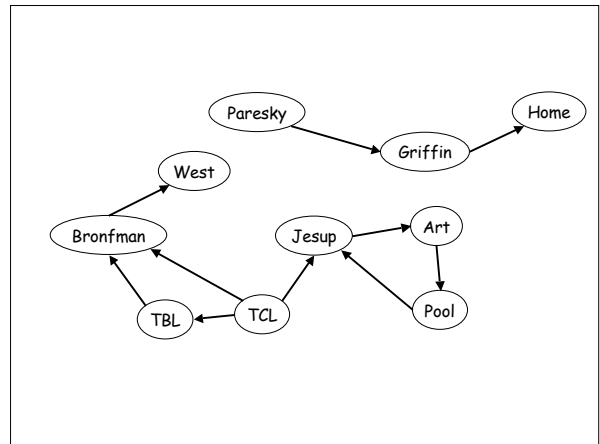 Paresky
Home
Griffin
West
Bronfman
Jesup
Art
TBL
TCL
Pool